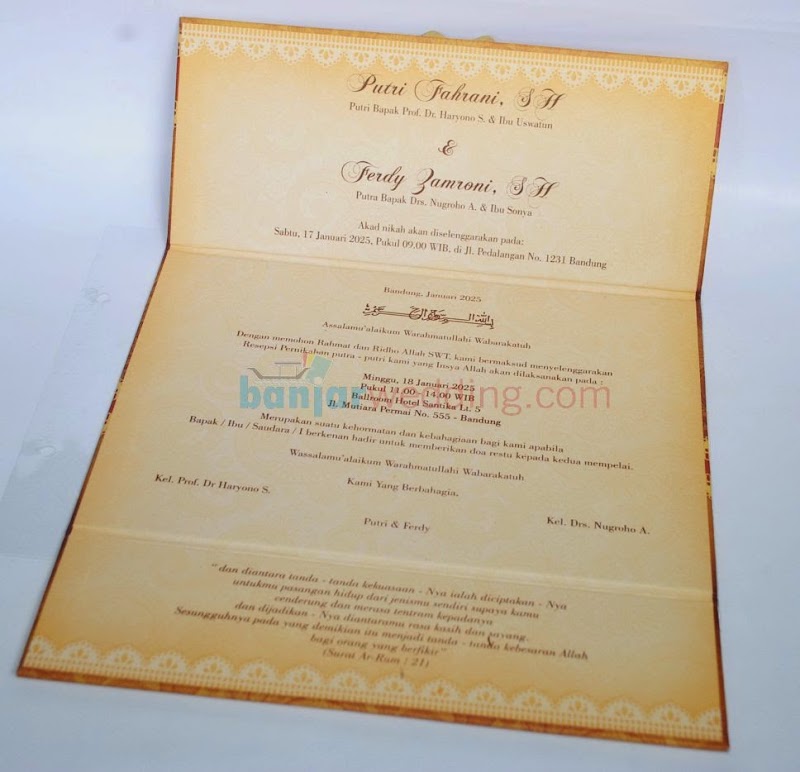 Putri Fahrani, SH
Putri Bapak Prof. Dr. Haryono S. & Ibu Uswatun
&
Ferdy Zamroni, SH
Putra Bapak Drs. Nugroho A. & Ibu Sonya
Akad nikah akan diselenggarakan pada:
Sabtu, 17 Januari 2025, Pukul 09.00 WIB, di Jl. Pedalangan No. 1231 Bandung
Bandung, Januari 2025
Assalamu'alaikum Warahmatullahi Wabarakatuh
Dengan memohon Rahmat dan Ridho Allah SWT, kami bermaksud menyelenggarakan
Resepsi Pernikahan putra - putri kami yang Insya Allah akan dilaksanakan pada :
Minggu, 18 Januari 2025
Pukul 11.00 - 14.00 WIB
Ballroom Hotel Santika Lt. 5
Jl. Mutiara Permai No. 555 - Bandung
banjarwedding.com
Merupakan suatu kehormatan dan kebahagiaan bagi kami apabila
Bapak / Ibu / Saudara / I berkenan hadir untuk memberikan doa restu kepada kedua mempelai.
Wassalamu'alaikum Warahmatullahi Wabarakatuh
Kami Yang Berbahagia,
Kel. Prof. Dr Haryono S.
Kel. Drs. Nugroho A.
Putri & Ferdy
" dan diantara tanda - tanda kekuasaan - Nya ialah diciptakan - Nya
untukmu pasangan hidup dari jenismu sendiri supaya kamu
cenderung dan merasa tentram kepadanya
dan dijadikan - Nya diantaramu rasa kasih dan sayang.
Sesungguhnya pada yang demikian itu menjadi tanda - tanda kebesaran Allah
bagi orang yang berfikir"
(Surat Ar-Rum : 21)